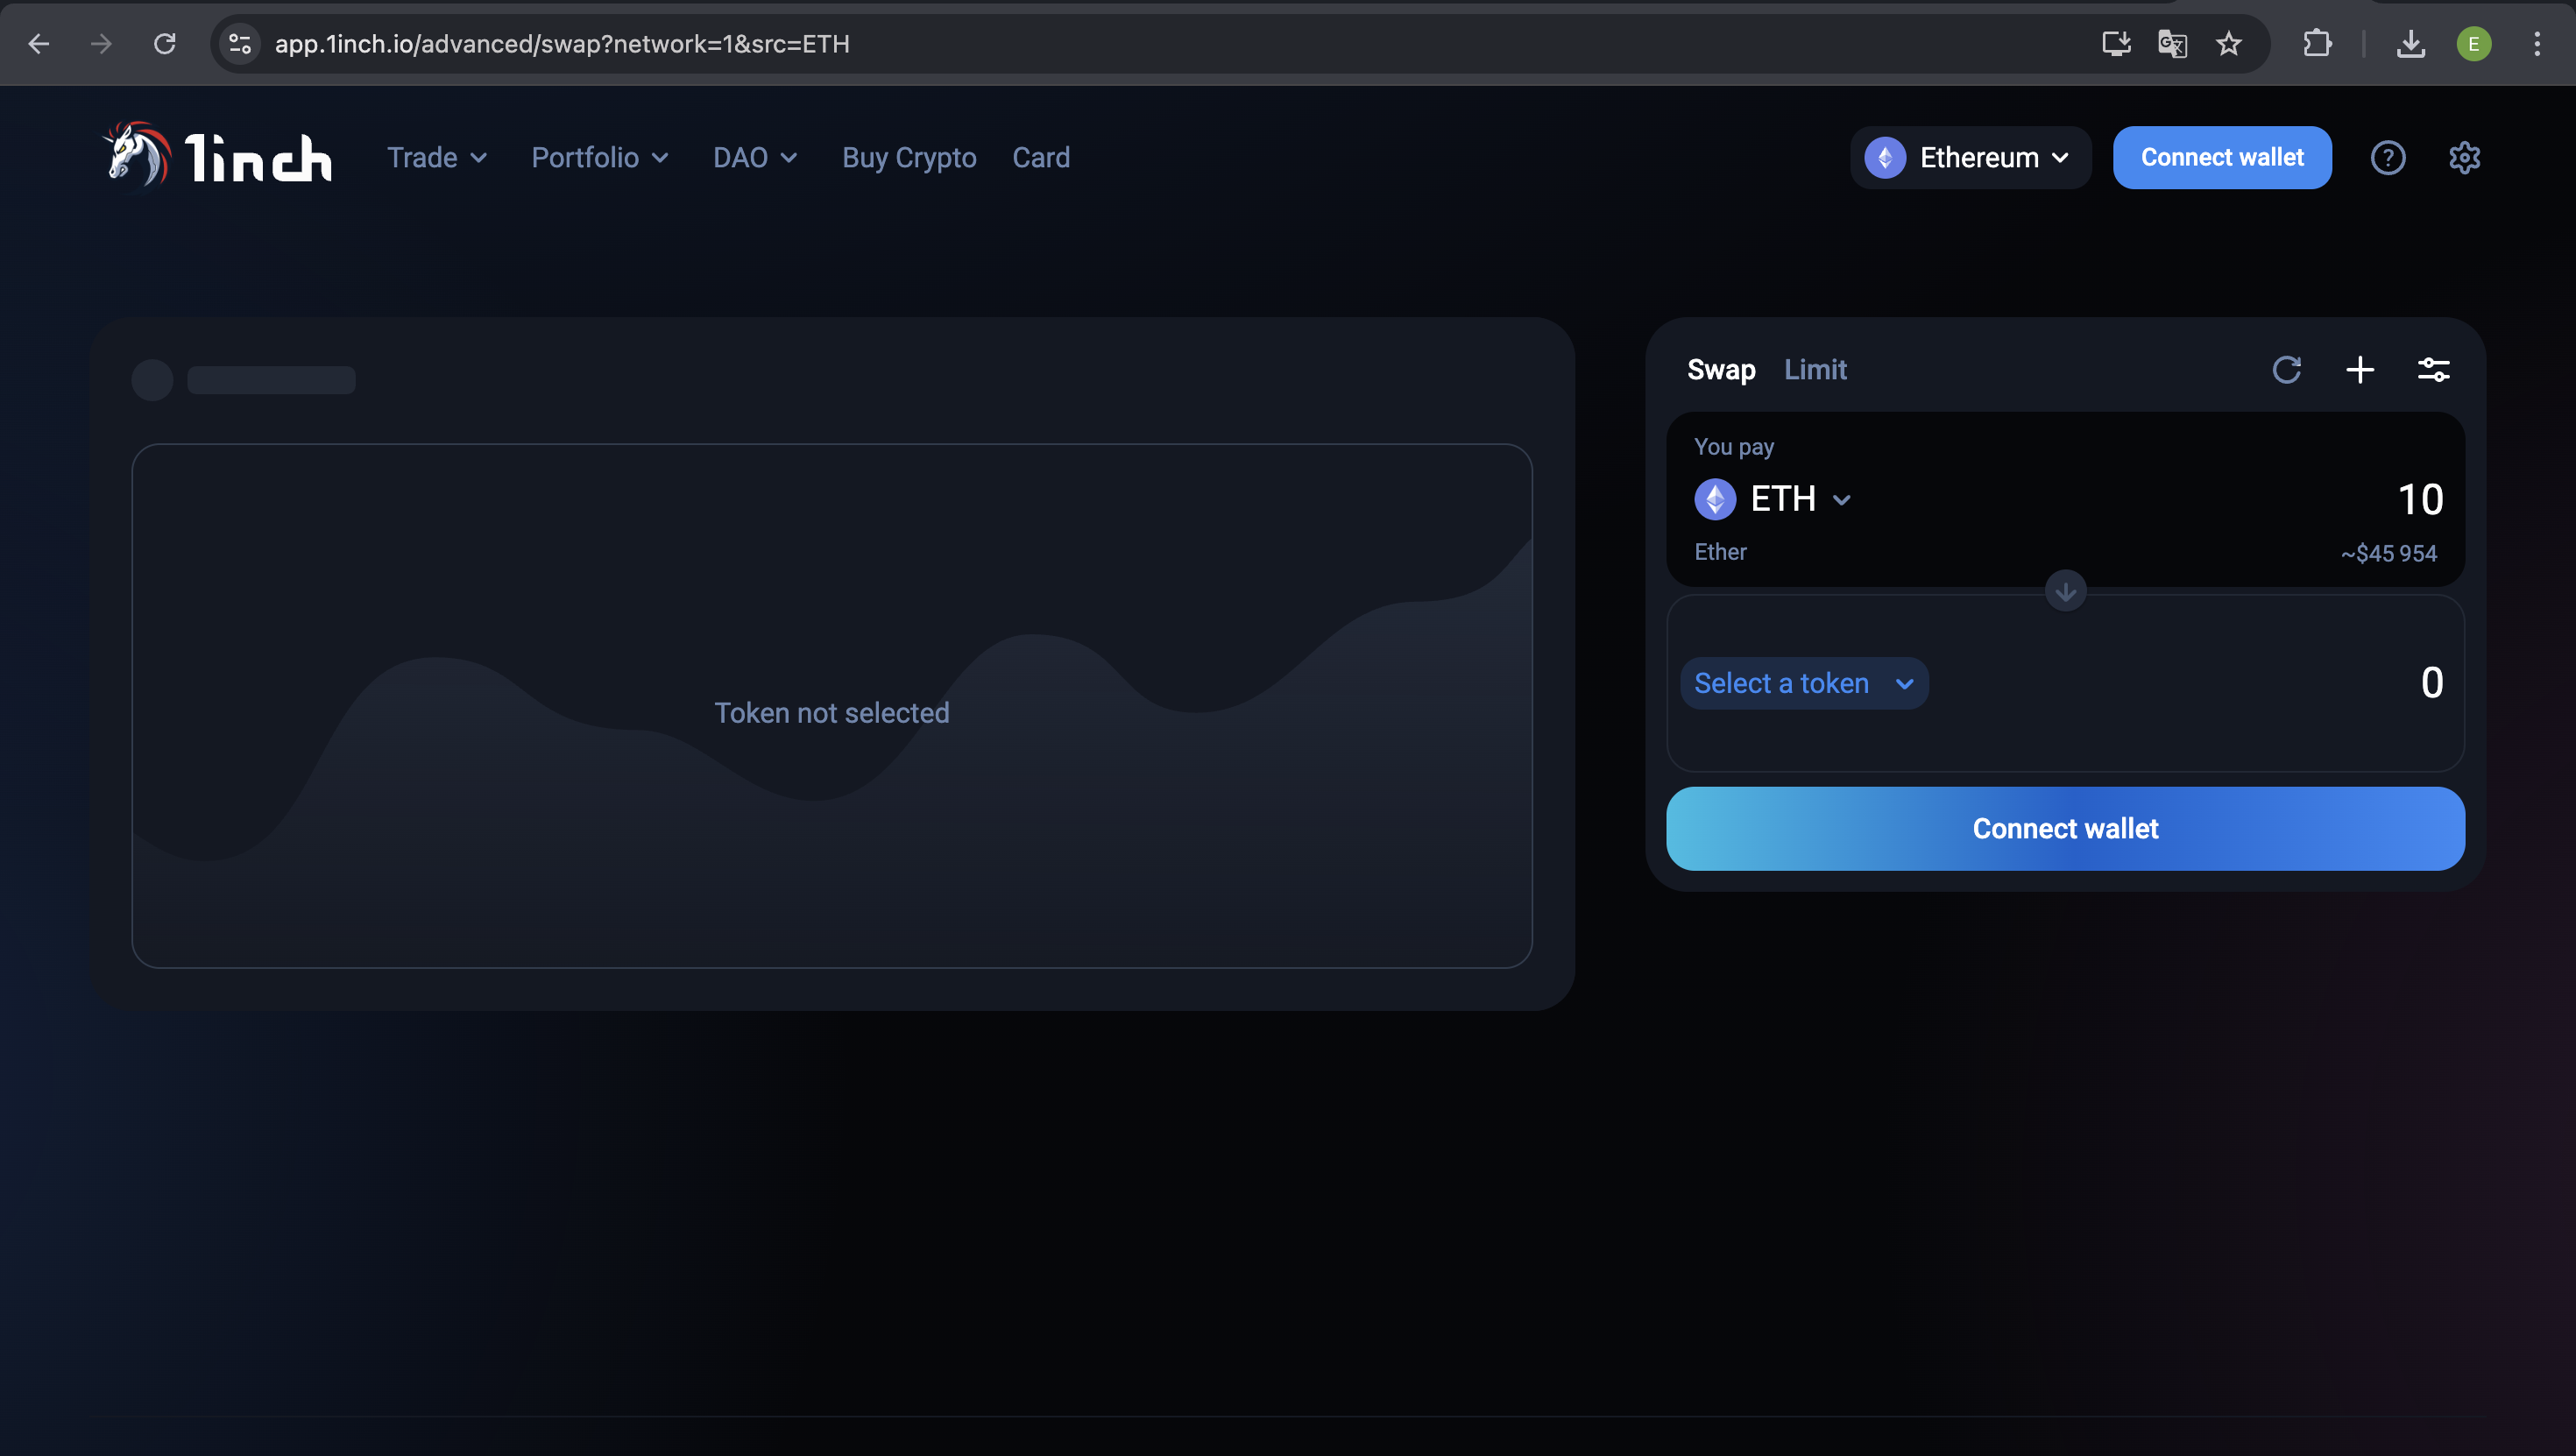 app.1inch.io/advanced/swap?network=1&src=ETH
E
1inch
Trade
Portfolio
DAO
Buy Crypto
Card
Ethereum
Connect wallet
?
Token not selected
Swap
Limit
You pay
ETH
10
Ether
~$45 954
Select a token
0
Connect wallet